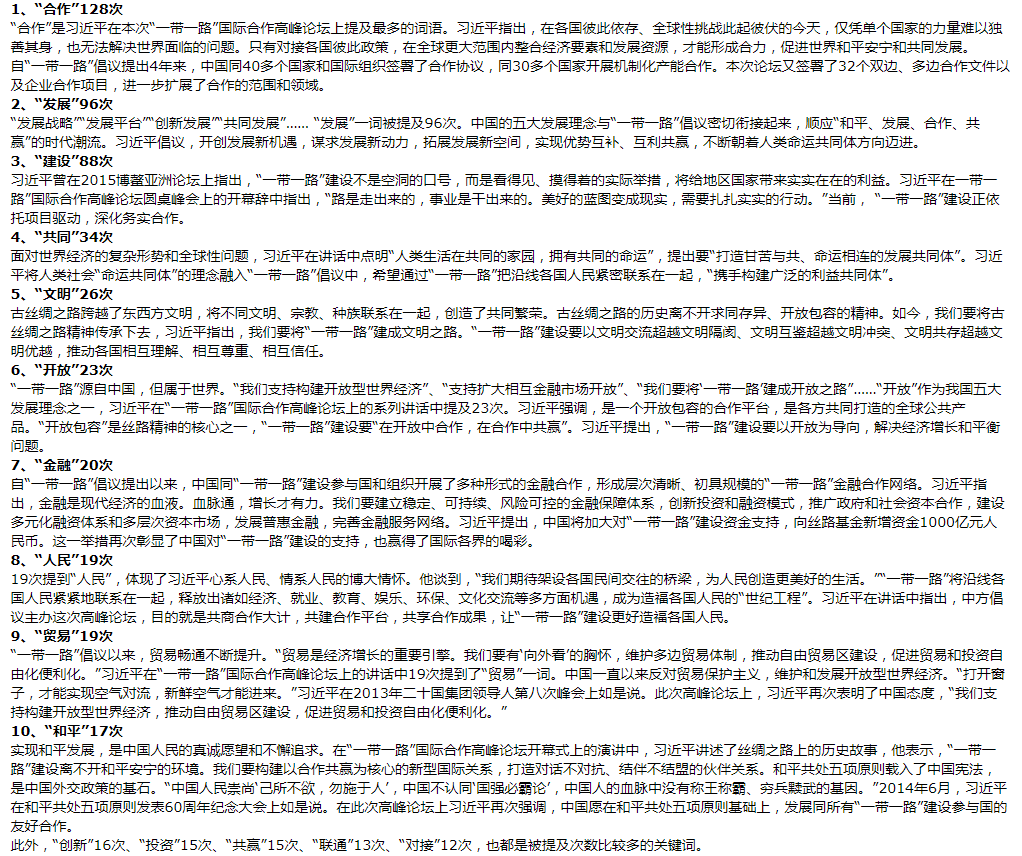 1、“合作”128次
“合作”是习近平在本次“一带一路”国际合作高峰论坛上提及最多的词语。习近平指出，在各国彼此依存、全球性挑战此起彼伏的今天，仅凭单个国家的力量难以独
善其身，也无法解决世界面临的问题。只有对接各国彼此政策，在全球更大范围内整合经济要素和发展资源，才能形成合力，促进世界和平安宁和共同发展。
自“一带一路”倡议提出4年来，中国同40多个国家和国际组织签署了合作协议，同30多个国家开展机制化产能合作。本次论坛又签署了32个双边、多边合作文件以
及企业合作项目，进一步扩展了合作的范围和领域。
2、“发展”96次
“发展战略”“发展平台”“创新发展”“共同发展”…… “发展”一词被提及96次。中国的五大发展理念与“一带一路”倡议密切衔接起来，顺应“和平、发展、合作、共
赢”的时代潮流。习近平倡议，开创发展新机遇，谋求发展新动力，拓展发展新空间，实现优势互补、互利共赢，不断朝着人类命运共同体方向迈进。
3、“建设”88次
习近平曾在2015博鳌亚洲论坛上指出，“一带一路”建设不是空洞的口号，而是看得见、摸得着的实际举措，将给地区国家带来实实在在的利益。习近平在“一带一
路”国际合作高峰论坛圆桌峰会上的开幕辞中指出，“路是走出来的，事业是干出来的。美好的蓝图变成现实，需要扎扎实实的行动。”当前， “一带一路”建设正依
托项目驱动，深化务实合作。
4、“共同”34次
面对世界经济的复杂形势和全球性问题，习近平在讲话中点明“人类生活在共同的家园，拥有共同的命运”，提出要“打造甘苦与共、命运相连的发展共同体”。习近
平将人类社会“命运共同体”的理念融入“一带一路”倡议中，希望通过“一带一路”把沿线各国人民紧密联系在一起，“携手构建广泛的利益共同体”。
5、“文明”26次
古丝绸之路跨越了东西方文明，将不同文明、宗教、种族联系在一起，创造了共同繁荣。古丝绸之路的历史离不开求同存异、开放包容的精神。如今，我们要将古
丝绸之路精神传承下去，习近平指出，我们要将“一带一路”建成文明之路。“一带一路”建设要以文明交流超越文明隔阂、文明互鉴超越文明冲突、文明共存超越文
明优越，推动各国相互理解、相互尊重、相互信任。
6、“开放”23次
“一带一路”源自中国，但属于世界。“我们支持构建开放型世界经济”、“支持扩大相互金融市场开放”、“我们要将‘一带一路’建成开放之路”……“开放”作为我国五大
发展理念之一，习近平在“一带一路”国际合作高峰论坛上的系列讲话中提及23次。习近平强调，是一个开放包容的合作平台，是各方共同打造的全球公共产
品。“开放包容”是丝路精神的核心之一，“一带一路”建设要“在开放中合作，在合作中共赢”。习近平提出，“一带一路”建设要以开放为导向，解决经济增长和平衡
问题。
7、“金融”20次
自“一带一路”倡议提出以来，中国同“一带一路”建设参与国和组织开展了多种形式的金融合作，形成层次清晰、初具规模的“一带一路”金融合作网络。习近平指
出，金融是现代经济的血液。血脉通，增长才有力。我们要建立稳定、可持续、风险可控的金融保障体系，创新投资和融资模式，推广政府和社会资本合作，建设
多元化融资体系和多层次资本市场，发展普惠金融，完善金融服务网络。习近平提出，中国将加大对“一带一路”建设资金支持，向丝路基金新增资金1000亿元人
民币。这一举措再次彰显了中国对“一带一路”建设的支持，也赢得了国际各界的喝彩。
8、“人民”19次
19次提到“人民”，体现了习近平心系人民、情系人民的博大情怀。他谈到，“我们期待架设各国民间交往的桥梁，为人民创造更美好的生活。”“一带一路”将沿线各
国人民紧紧地联系在一起，释放出诸如经济、就业、教育、娱乐、环保、文化交流等多方面机遇，成为造福各国人民的“世纪工程”。习近平在讲话中指出，中方倡
议主办这次高峰论坛，目的就是共商合作大计，共建合作平台，共享合作成果，让“一带一路”建设更好造福各国人民。
9、“贸易”19次
“一带一路”倡议以来，贸易畅通不断提升。“贸易是经济增长的重要引擎。我们要有‘向外看’的胸怀，维护多边贸易体制，推动自由贸易区建设，促进贸易和投资自
由化便利化。”习近平在“一带一路”国际合作高峰论坛上的讲话中19次提到了“贸易”一词。中国一直以来反对贸易保护主义，维护和发展开放型世界经济。“打开窗
子，才能实现空气对流，新鲜空气才能进来。”习近平在2013年二十国集团领导人第八次峰会上如是说。此次高峰论坛上，习近平再次表明了中国态度，“我们支
持构建开放型世界经济，推动自由贸易区建设，促进贸易和投资自由化便利化。”
10、“和平”17次
实现和平发展，是中国人民的真诚愿望和不懈追求。在“一带一路”国际合作高峰论坛开幕式上的演讲中，习近平讲述了丝绸之路上的历史故事，他表示，“一带一
路”建设离不开和平安宁的环境。我们要构建以合作共赢为核心的新型国际关系，打造对话不对抗、结伴不结盟的伙伴关系。和平共处五项原则载入了中国宪法，
是中国外交政策的基石。“中国人民崇尚‘己所不欲，勿施于人’，中国不认同‘国强必霸论’，中国人的血脉中没有称王称霸、穷兵黩武的基因。”2014年6月，习近平
在和平共处五项原则发表60周年纪念大会上如是说。在此次高峰论坛上习近平再次强调，中国愿在和平共处五项原则基础上，发展同所有“一带一路”建设参与国的
友好合作。
此外，“创新”16次、“投资”15次、“共赢”15次、“联通”13次、“对接”12次，也都是被提及次数比较多的关键词。